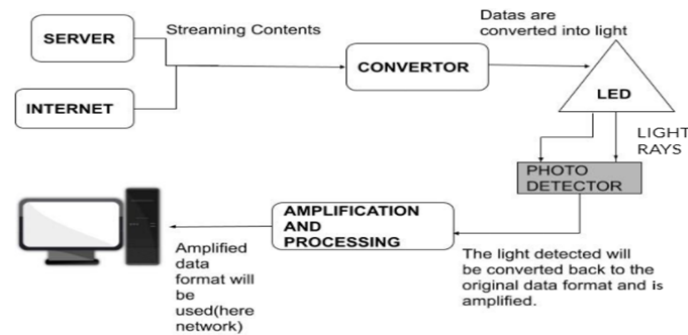 Datas are
converted into light
SERVER
Streaming Contents
CONVERTOR
LED
INTERNET
LIGHT
RAYS
PHOTO
DETECTOR
AMPLIFICATION
AND
PROCESSING
Amplified
data
format will
be
used(here
network)
The light detected will
be converted back to the
original data format and is
amplified.